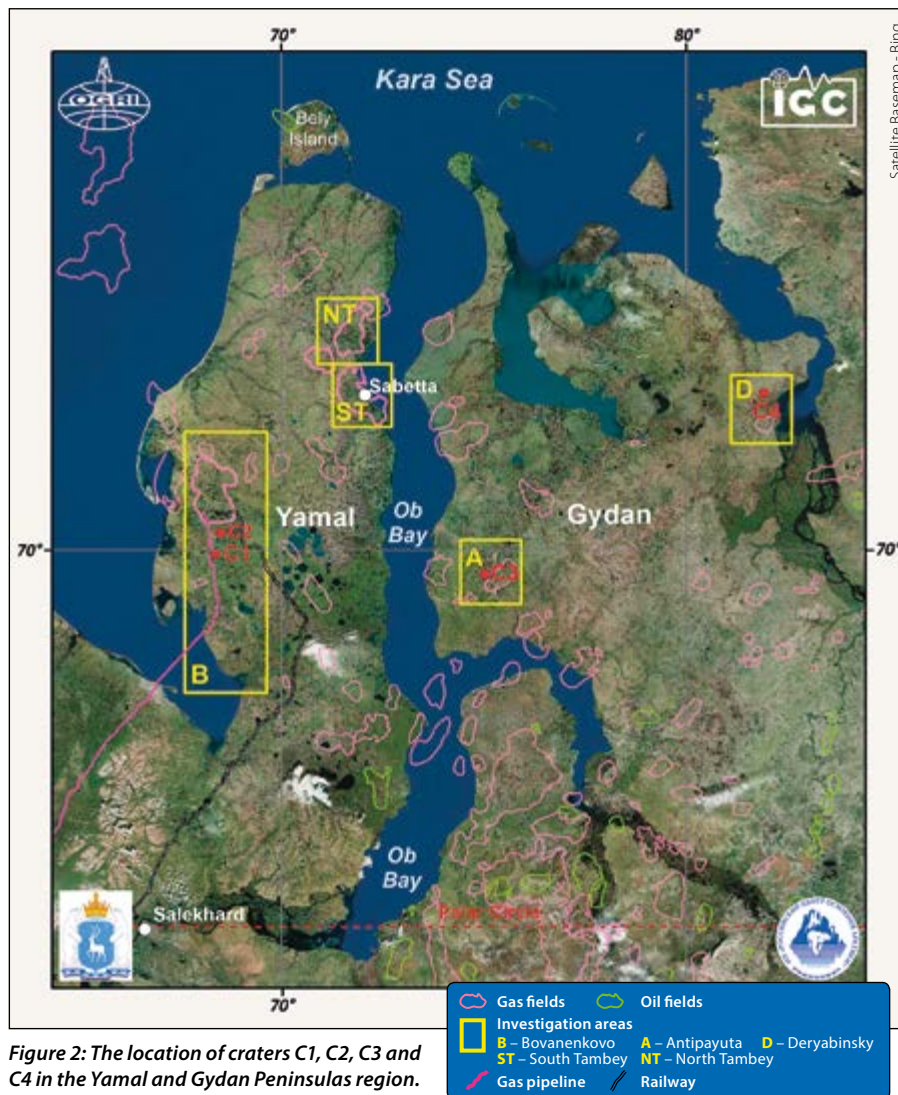 70°
80°
Satellite Basemap - Bing
Kara Sea
OGRI
IGC
Bely
Island
NT
Sabetta
ST
D
C4
Yamal
Ob
Bay
Gydan
C2
C1
70°
70°
A
C3
B
Ob
Bay
Salekhard
Polar Circle
70°
Gas fields
Oil fields
Investigation areas
B – Bovanenkovo A – Antipayuta D – Deryabinsky
ST – South Tambey NT – North Tambey
Gas pipeline Railway
Figure 2: The location of craters C1, C2, C3 and
C4 in the Yamal and Gydan Peninsulas region.